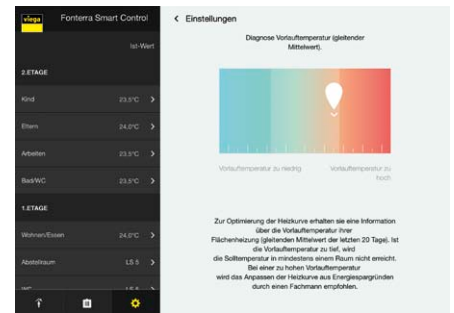 viega
Fonterra Smart Control
Ist-Wert
2.ETAGE
Kind 23,5°C
Eltern 24,0°C
Arbeiten 23,5°C
Bad/WC 23,5°C
1.ETAGE
Wohnen/Essen 24,0°C
Abstellraum LS 5
WC LS 5
Einstellungen
Diagnose Vorlauftemperatur (gleitender
Mittelwert).
Vorlauftemperatur zu niedrig
Vorlauftemperatur zu
hoch
Zur Optimierung der Heizkurve erhalten sie eine Information
über die Vorlauftemperatur ihrer
Flächenheizung (gleitenden Mittelwert der letzten 20 Tage). Ist
die Vorlauftemperatur zu tief, wird
die Solltemperatur in mindestens einem Raum nicht erreicht.
Bei einer zu hohen Vorlauftemperatur
wird das Anpassen der Heizkurve aus Energiespargründen
durch einen Fachmann empfohlen.